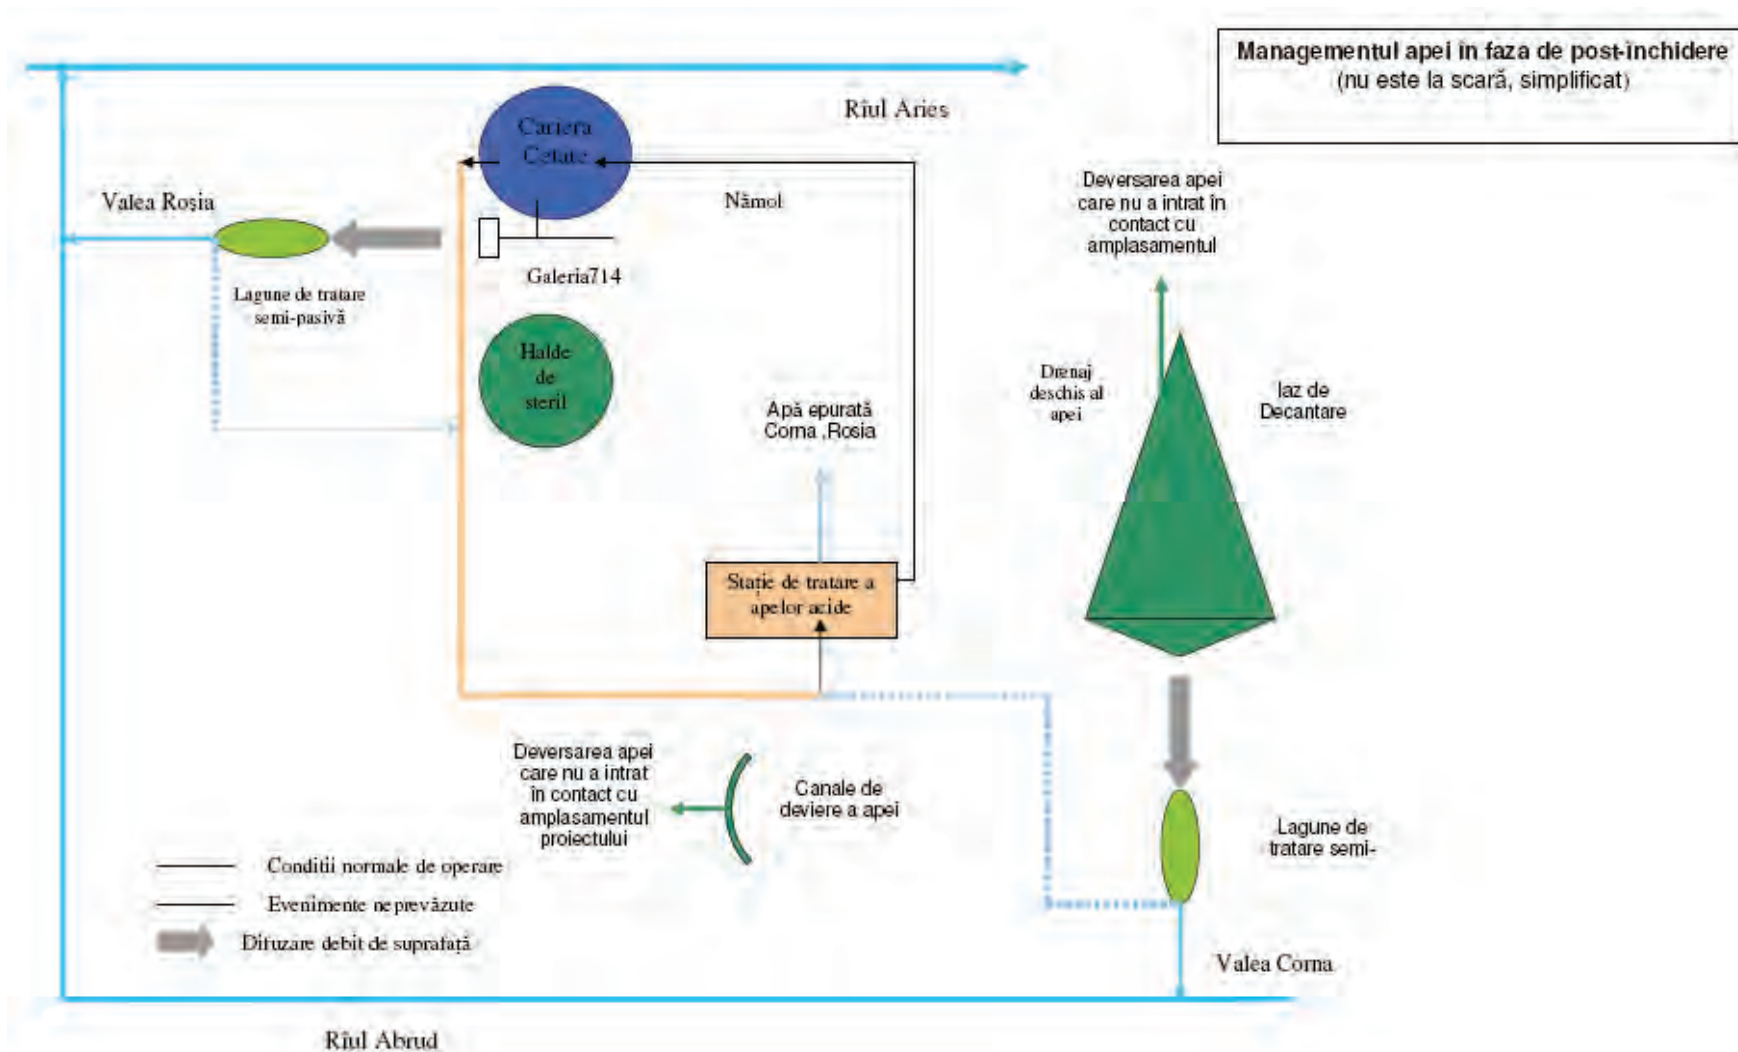 Managementul apei în faza de post-închidere
(nu este la scară, simplificat)
Rîul Aries
Cariera
Cetate
Valea Roșia
Nămol
Deversarea apei
care nu a intrat în
contact cu
amplasamentul
Galeria714
Lagune de tratare
semi-pasivă
Halde
de
steril
Drenaj
deschis al
apei
Iaz de
Decantare
Apă epurată
Corna ,Rosia
Stație de tratare a
apelor acide
Deversarea apei
care nu a intrat
în contact cu
amplasamentul
proiectului
Canale de
deviere a apei
Lagune de
tratare semi-
Conditii normale de operare
Evenimente neprevăzute
Difuzare debit de suprafață
Valea Corna
Rîul Abrud